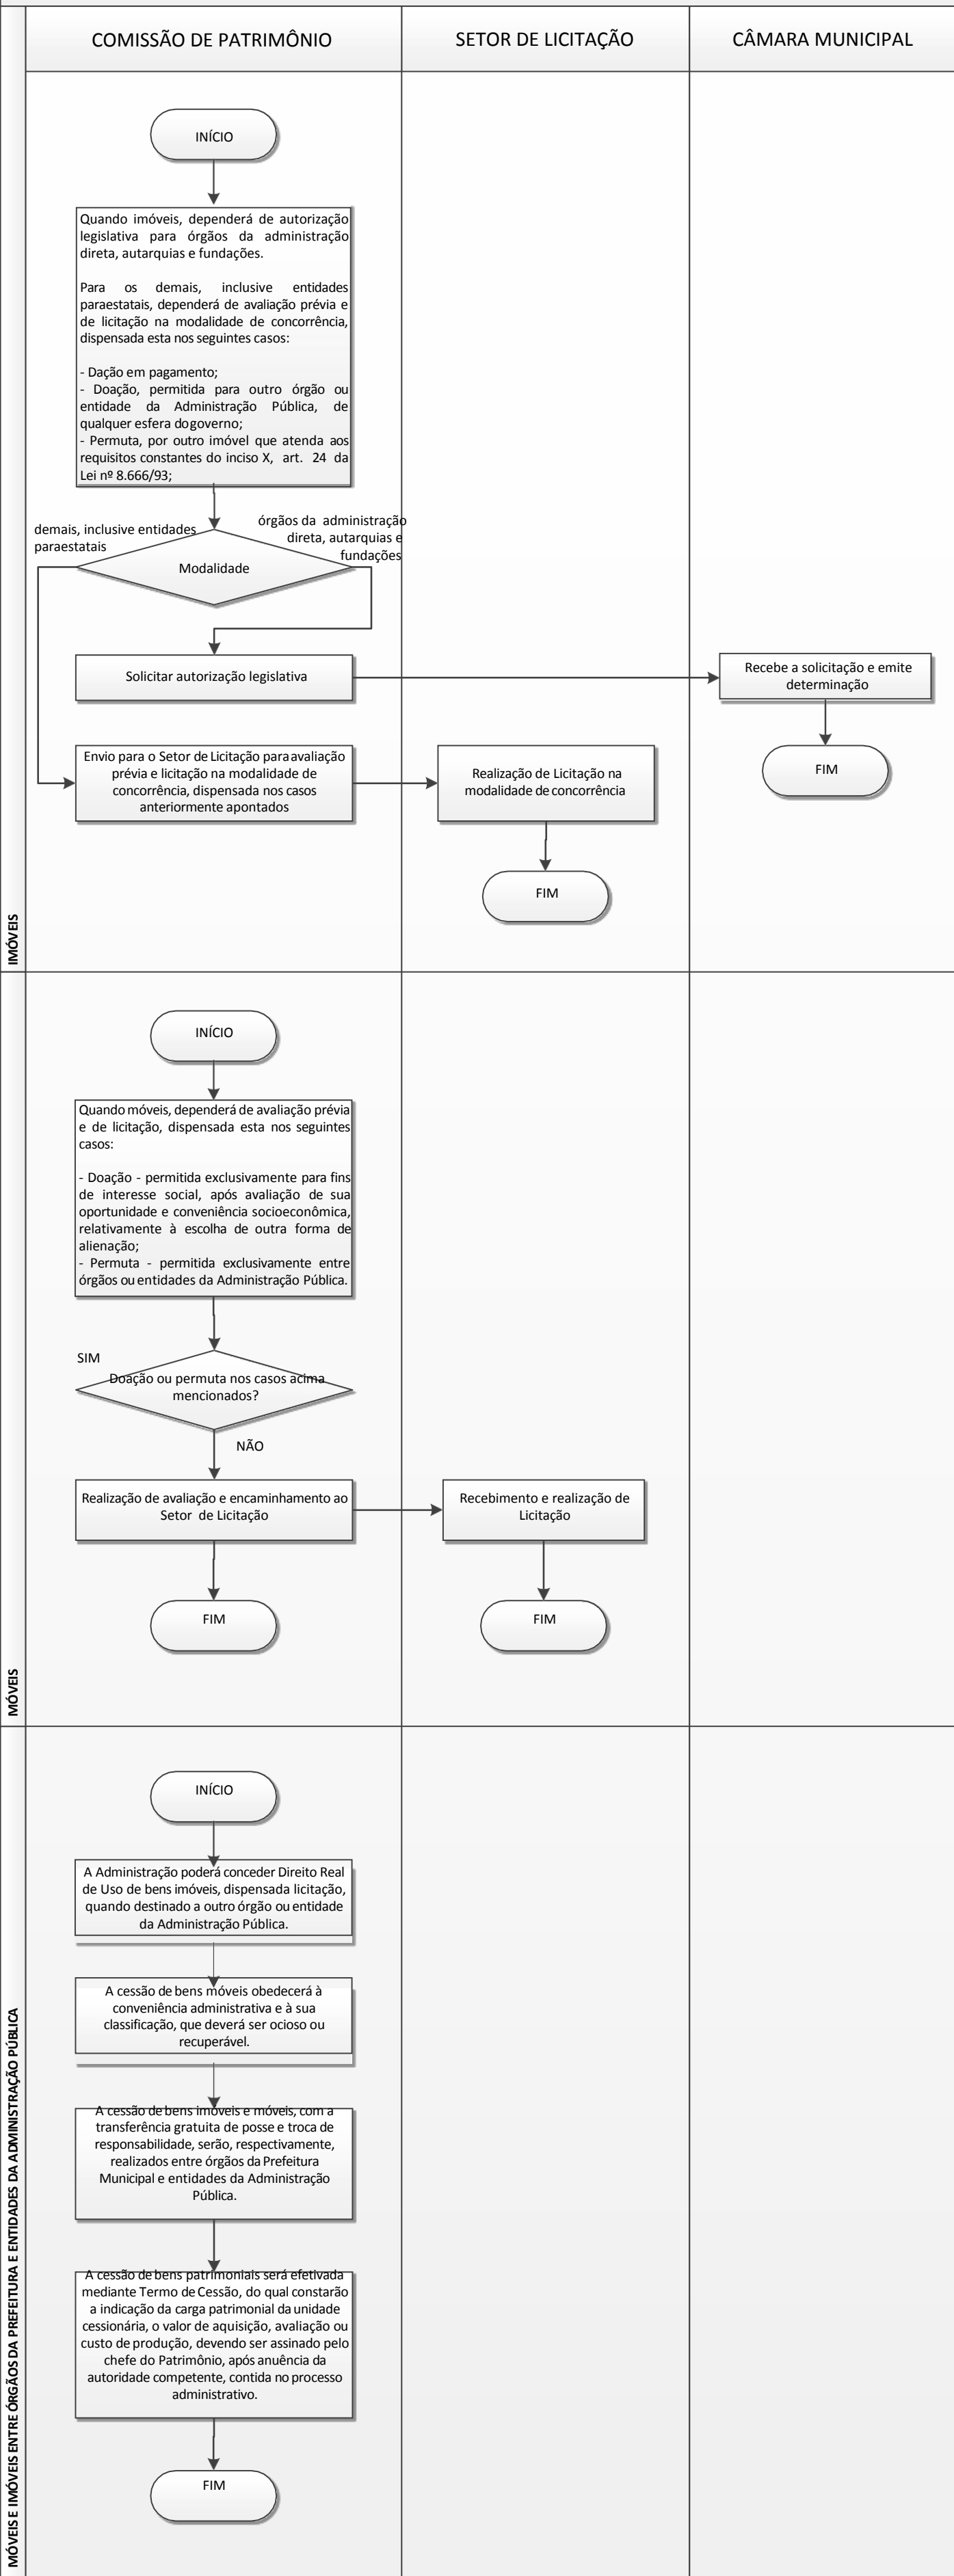 COMISSÃO DE PATRIMÔNIO
SETOR DE LICITAÇÃO
CÂMARA MUNICIPAL
IMÓVEIS
INÍCIO
Quando imóveis, dependerá de autorização
legislativa para órgãos da administração
direta, autarquias e fundações.
Para os demais, inclusive entidades
paraestatais, dependerá de avaliação prévia e
de licitação na modalidade de concorrência,
dispensada esta nos seguintes casos:
- Dação em pagamento;
- Doação, permitida para outro órgão ou
entidade da Administração Pública, de
qualquer esfera do governo;
- Permuta, por outro imóvel que atenda aos
requisitos constantes do inciso X, art. 24 da
Lei nº 8.666/93;
demais, inclusive entidades
paraestatais
órgãos da administração
direta, autarquias e
fundações
Modalidade
Solicitar autorização legislativa
Recebe a solicitação e emite
determinação
FIM
Envio para o Setor de Licitação para avaliação
prévia e licitação na modalidade de
concorrência, dispensada nos casos
anteriormente apontados
Realização de Licitação na
modalidade de concorrência
FIM
MÓVEIS
INÍCIO
Quando móveis, dependerá de avaliação prévia
e de licitação, dispensada esta nos seguintes
casos:
- Doação - permitida exclusivamente para fins
de interesse social, após avaliação de sua
oportunidade e conveniência socioeconômica,
relativamente à escolha de outra forma de
alienação;
- Permuta - permitida exclusivamente entre
órgãos ou entidades da Administração Pública.
SIM
Doação ou permuta nos casos acima
mencionados?
NÃO
Realização de avaliação e encaminhamento ao
Setor de Licitação
Recebimento e realização de
Licitação
FIM
FIM
MÓVEIS E IMÓVEIS ENTRE ÓRGÃOS DA PREFEITURA E ENTIDADES DA ADMINISTRAÇÃO PÚBLICA
INÍCIO
A Administração poderá conceder Direito Real
de Uso de bens imóveis, dispensada licitação,
quando destinado a outro órgão ou entidade
da Administração Pública.
A cessão de bens móveis obedecerá à
conveniência administrativa e à sua
classificação, que deverá ser ocioso ou
recuperável.
A cessão de bens imóveis e móveis, com a
transferência gratuita de posse e troca de
responsabilidade, serão, respectivamente,
realizados entre órgãos da Prefeitura
Municipal e entidades da Administração
Pública.
A cessão de bens patrimoniais será efetivada
mediante Termo de Cessão, do qual constarão
a indicação da carga patrimonial da unidade
cessionária, o valor de aquisição, avaliação ou
custo de produção, devendo ser assinado pelo
chefe do Patrimônio, após anuência da
autoridade competente, contida no processo
administrativo.
FIM